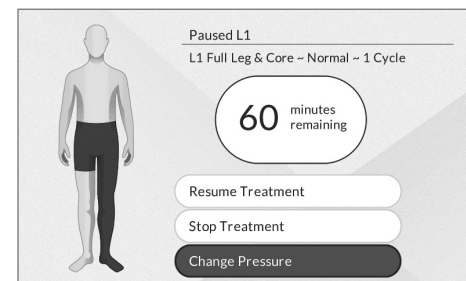 Paused L1
L1 Full Leg & Core ~ Normal ~ 1 Cycle
60 minutes
remaining
Resume Treatment
Stop Treatment
Change Pressure